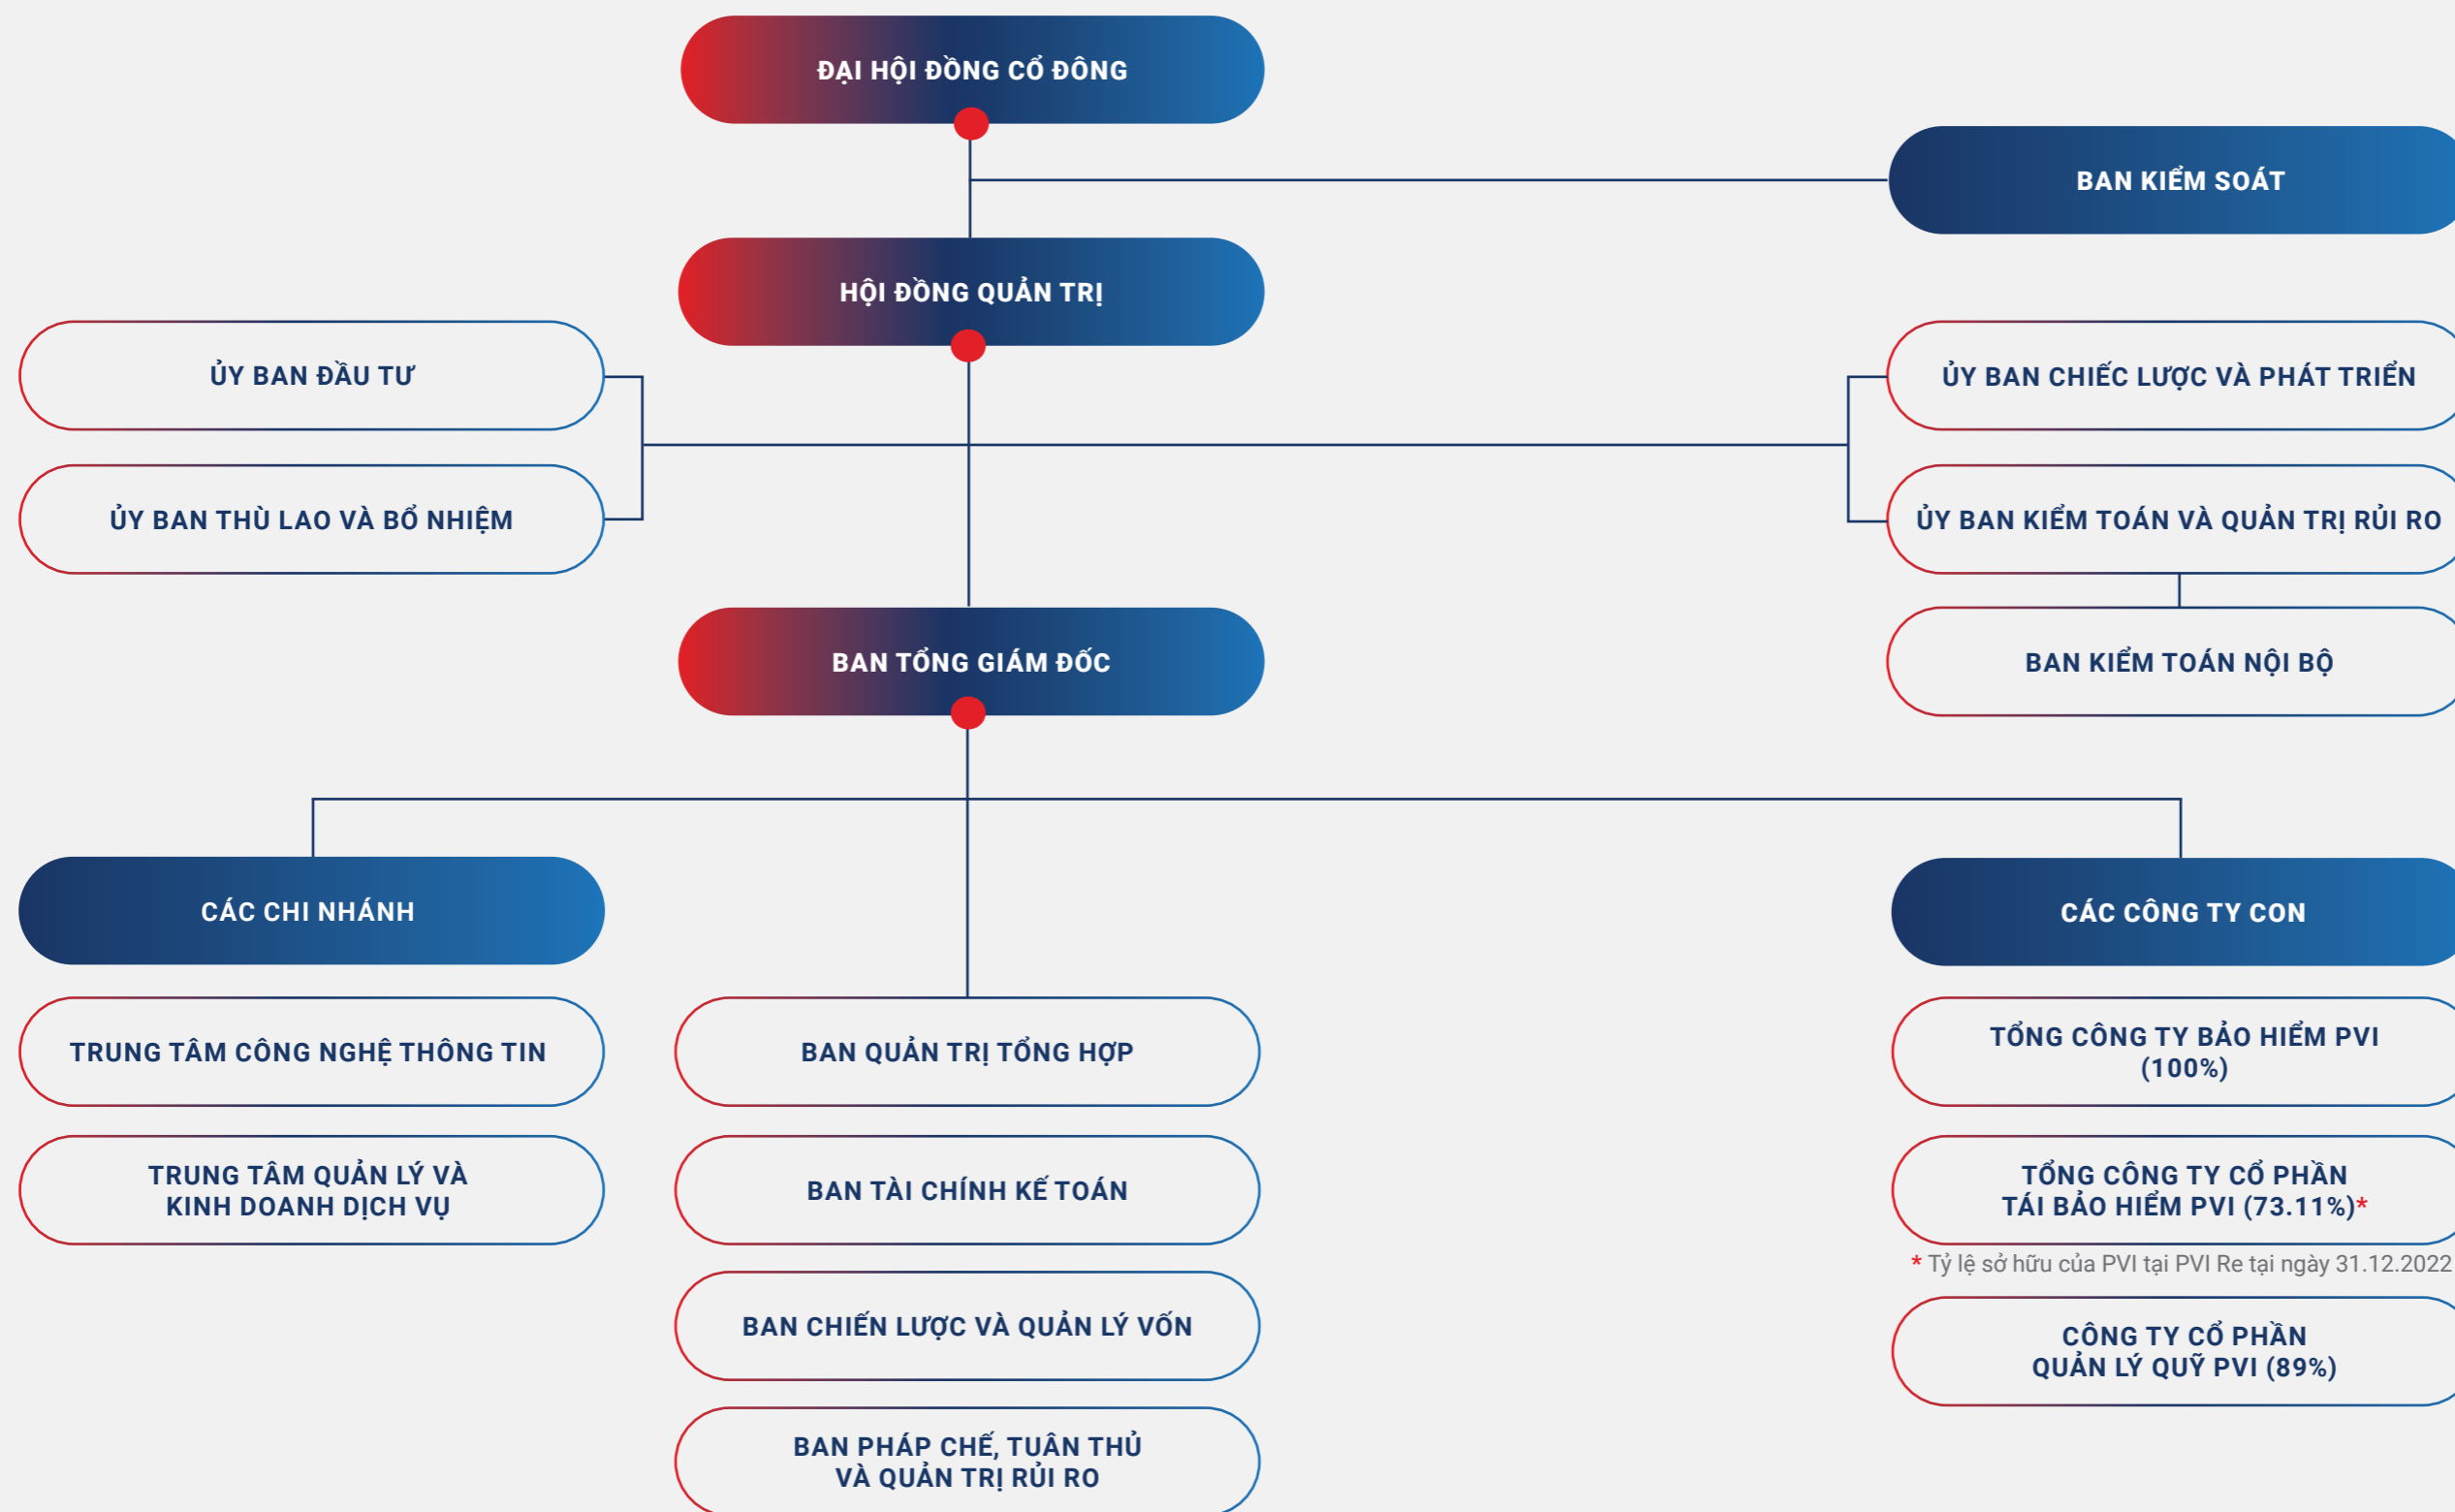 ĐẠI HỘI ĐỒNG CỔ ĐÔNG
BAN KIỂM SOÁT
HỘI ĐỒNG QUẢN TRỊ
ỦY BAN ĐẦU TƯ
ỦY BAN CHIẾC LƯỢC VÀ PHÁT TRIỂN
ỦY BAN THÙ LAO VÀ BỔ NHIỆM
ỦY BAN KIỂM TOÁN VÀ QUẢN TRỊ RỦI RO
BAN TỔNG GIÁM ĐỐC
BAN KIỂM TOÁN NỘI BỘ
CÁC CHI NHÁNH
CÁC CÔNG TY CON
TRUNG TÂM CÔNG NGHỆ THÔNG TIN
TRUNG TÂM QUẢN LÝ VÀ
KINH DOANH DỊCH VỤ
BAN QUẢN TRỊ TỔNG HỢP
BAN TÀI CHÍNH KẾ TOÁN
BAN CHIẾN LƯỢC VÀ QUẢN LÝ VỐN
BAN PHÁP CHẾ, TUÂN THỦ
VÀ QUẢN TRỊ RỦI RO
TỔNG CÔNG TY BẢO HIỂM PVI
(100%)
TỔNG CÔNG TY CỔ PHẦN
TÁI BẢO HIỂM PVI (73.11%)*
* Tỷ lệ sở hữu của PVI tại PVI Re tại ngày 31.12.2022
CÔNG TY CỔ PHẦN
QUẢN LÝ QUỸ PVI (89%)